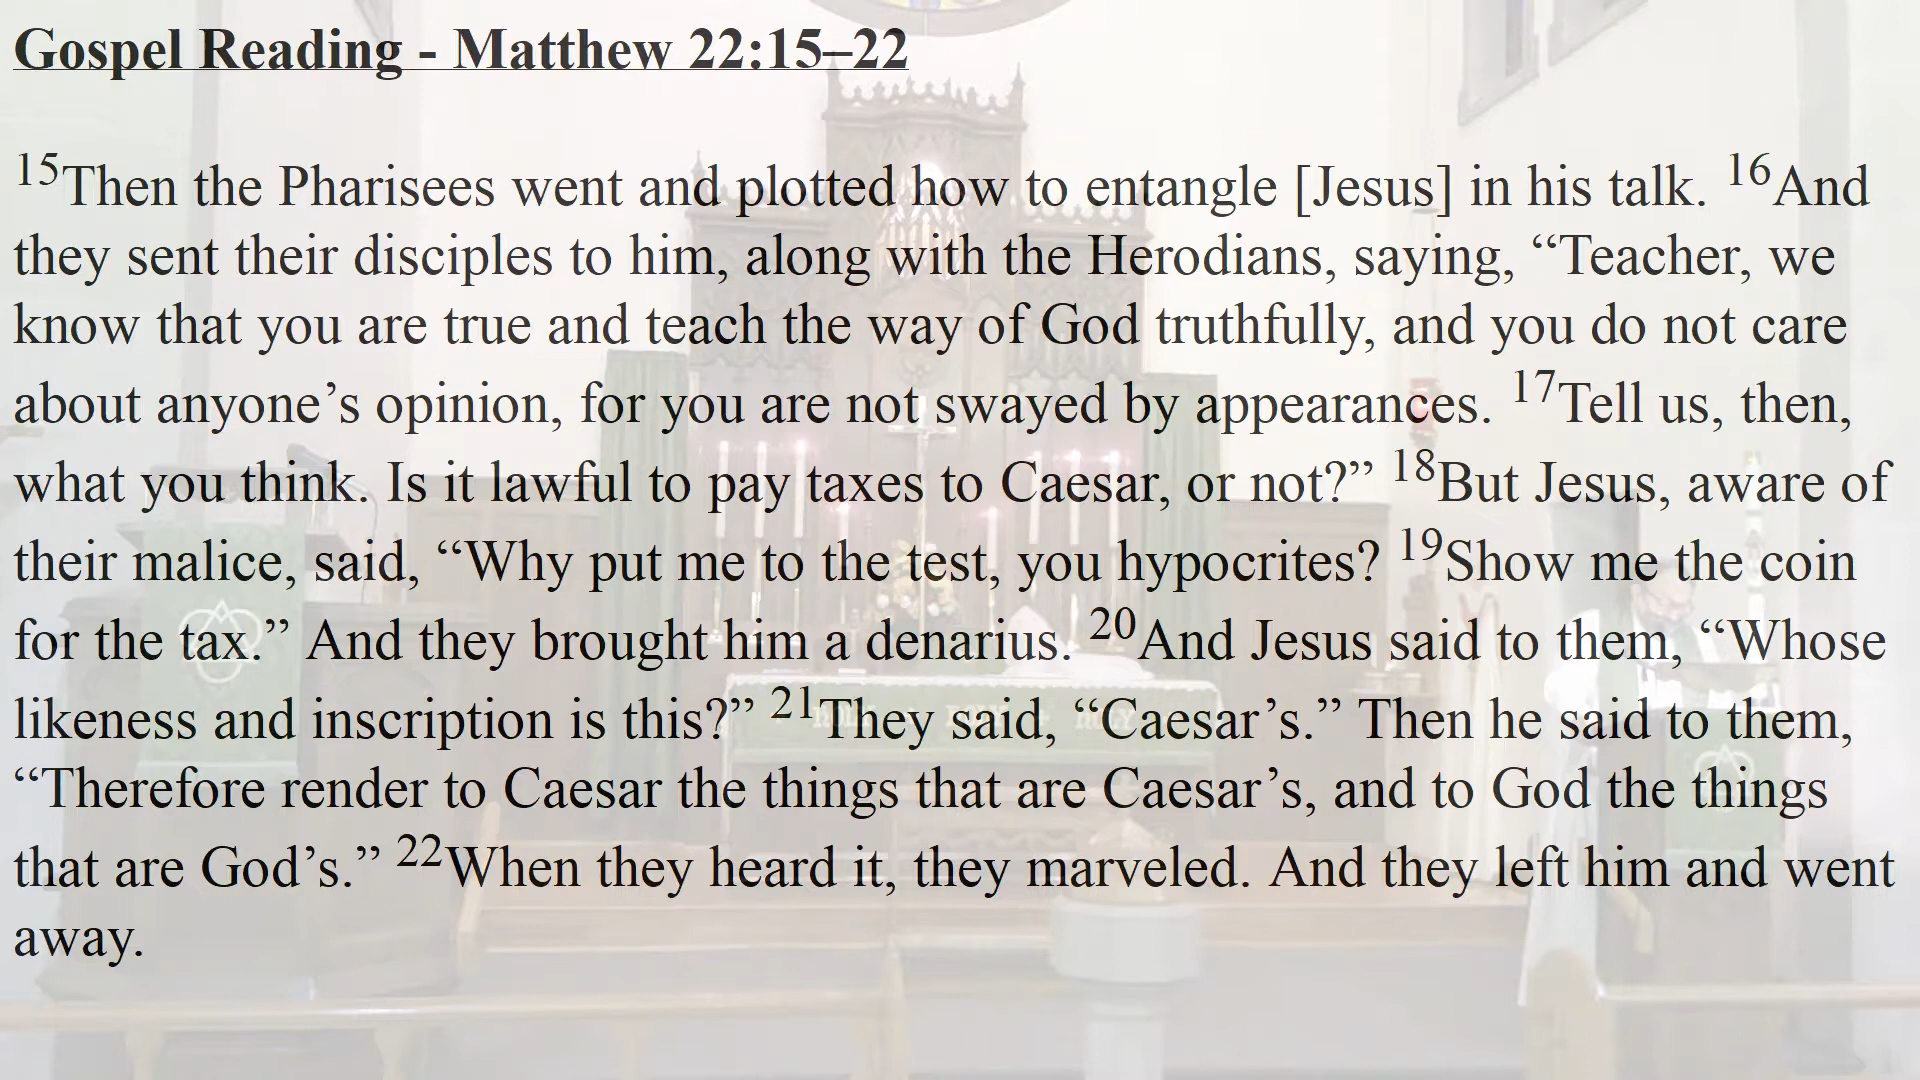 Gospel Reading - Matthew 22:15–22
15Then the Pharisees went and plotted how to entangle [Jesus] in his talk. 16And
they sent their disciples to him, along with the Herodians, saying, “Teacher, we
know that you are true and teach the way of God truthfully, and you do not care
about anyone’s opinion, for you are not swayed by appearances. 17Tell us, then,
what you think. Is it lawful to pay taxes to Caesar, or not?” 18But Jesus, aware of
their malice, said, “Why put me to the test, you hypocrites? 19Show me the coin
for the tax.” And they brought him a denarius. 20And Jesus said to them, “Whose
likeness and inscription is this?” 21They said, “Caesar’s.” Then he said to them,
“Therefore render to Caesar the things that are Caesar’s, and to God the things
that are God’s.” 22When they heard it, they marveled. And they left him and went
away.
HOLY + HOLY + HOLY